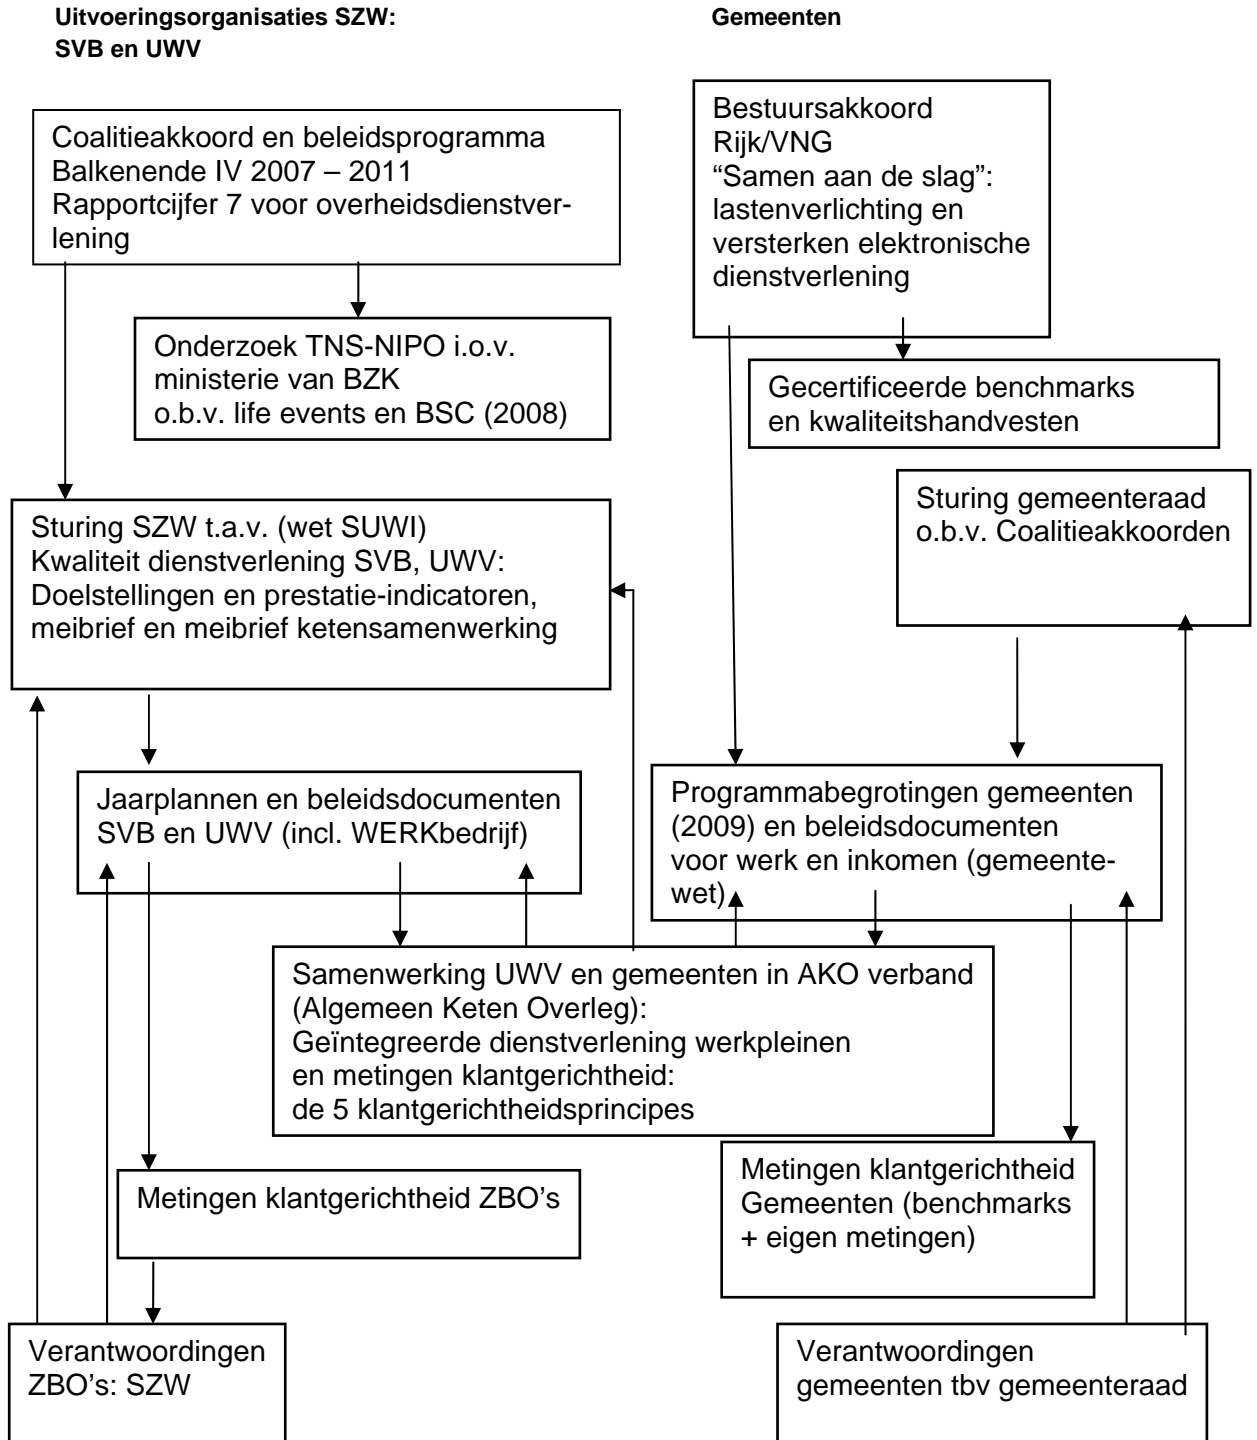 Uitvoeringsorganisaties SZW:
SVB en UWV
Gemeenten
Coalitieakkoord en beleidsprogramma
Balkenende IV 2007 – 2011
Rapportcijfer 7 voor overheidsdienstver-
lening
Bestuursakkoord
Rijk/VNG
“Samen aan de slag”:
lastenverlichting en
versterken elektronische
dienstverlening
Onderzoek TNS-NIPO i.o.v.
ministerie van BZK
o.b.v. life events en BSC (2008)
Gecertificeerde benchmarks
en kwaliteitshandvesten
Sturing gemeenteraad
o.b.v. Coalitieakkoorden
Sturing SZW t.a.v. (wet SUWI)
Kwaliteit dienstverlening SVB, UWV:
Doelstellingen en prestatie-indicatoren,
meibrief en meibrief ketensamenwerking
Jaarplannen en beleidsdocumenten
SVB en UWV (incl. WERKbedrijf)
Programmabegrotingen gemeenten
(2009) en beleidsdocumenten
voor werk en inkomen (gemeente-
wet)
Samenwerking UWV en gemeenten in AKO verband
(Algemeen Keten Overleg):
Geïntegreerde dienstverlening werkpleinen
en metingen klantgerichtheid:
de 5 klantgerichtheidsprincipes
Metingen klantgerichtheid ZBO’s
Metingen klantgerichtheid
Gemeenten (benchmarks
+ eigen metingen)
Verantwoordingen
ZBO’s: SZW
Verantwoordingen
gemeenten tbv gemeenteraad